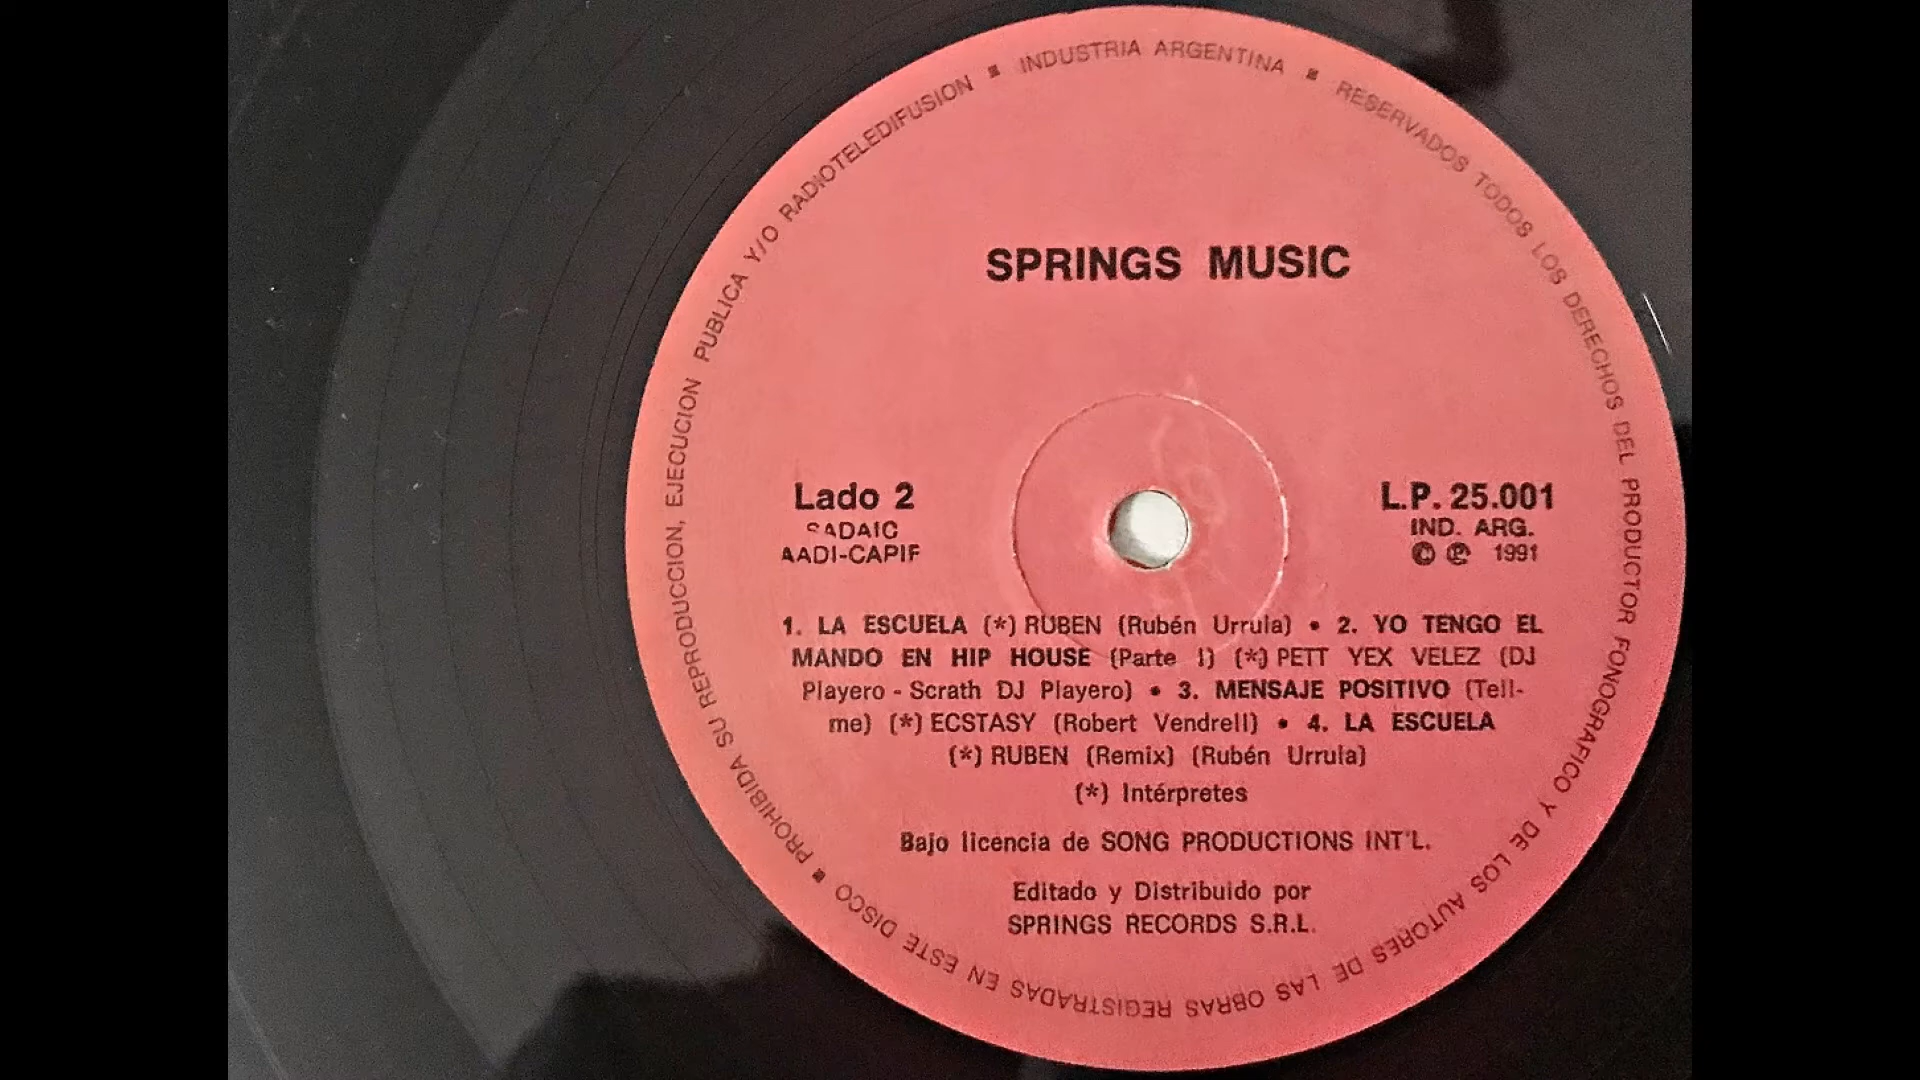 INDUSTRIA ARGENTINA ▪ RESERVADOS TODOS LOS DERECHOS DEL PRODUCTOR FONOGRAFICO Y DE LOS AUTORES DE LAS OBRAS REGISTRADAS EN ESTE DISCO ▪ PROHIBIDA SU REPRODUCCION, EJECUCION PUBLICA Y/O RADIOTELEDIFUSION ▪
SPRINGS MUSIC
Lado 2
SADAIC
AADI-CAPIF
L.P. 25.001
IND. ARG.
© ℗ 1991
1. LA ESCUELA (*) RUBEN (Rubén Urrula) • 2. YO TENGO EL
MANDO EN HIP HOUSE (Parte I) (*) PETT YEX VELEZ (DJ
Playero - Scrath DJ Playero) • 3. MENSAJE POSITIVO (Tell-
me) (*) ECSTASY (Robert Vendrell) • 4. LA ESCUELA
(*) RUBEN (Remix) (Rubén Urrula)
(*) Intérpretes
Bajo licencia de SONG PRODUCTIONS INT'L.
Editado y Distribuido por
SPRINGS RECORDS S.R.L.